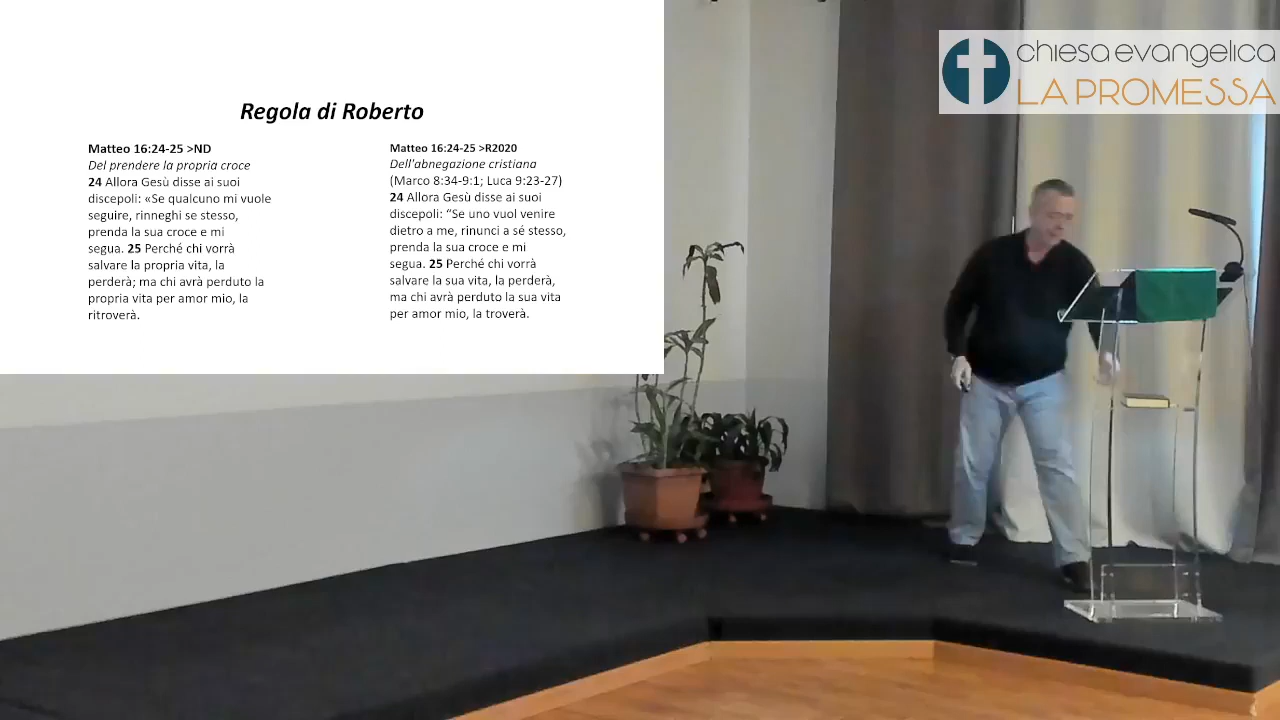 Regola di Roberto
Matteo 16:24-25 >ND
Del prendere la propria croce
24 Allora Gesù disse ai suoi
discepoli: «Se qualcuno mi vuole
seguire, rinneghi se stesso,
prenda la sua croce e mi
segua. 25 Perché chi vorrà
salvare la propria vita, la
perderà; ma chi avrà perduto la
propria vita per amor mio, la
ritroverà.
Matteo 16:24-25 >R2020
Dell'abnegazione cristiana
(Marco 8:34-9:1; Luca 9:23-27)
24 Allora Gesù disse ai suoi
discepoli: “Se uno vuol venire
dietro a me, rinunci a sé stesso,
prenda la sua croce e mi
segua. 25 Perché chi vorrà
salvare la sua vita, la perderà,
ma chi avrà perduto la sua vita
per amor mio, la troverà.
chiesa evangelica
LA PROMESSA